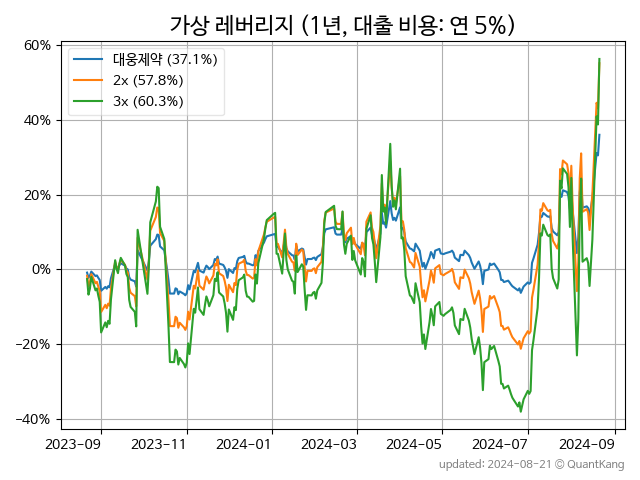 가상 레버리지 (1년, 대출 비용: 연 5%)
대웅제약 (37.1%)
2x (57.8%)
3x (60.3%)
60%
40%
20%
0%
−20%
−40%
2023-09
2023-11
2024-01
2024-03
2024-05
2024-07
2024-09
updated: 2024-08-21 © QuantKang